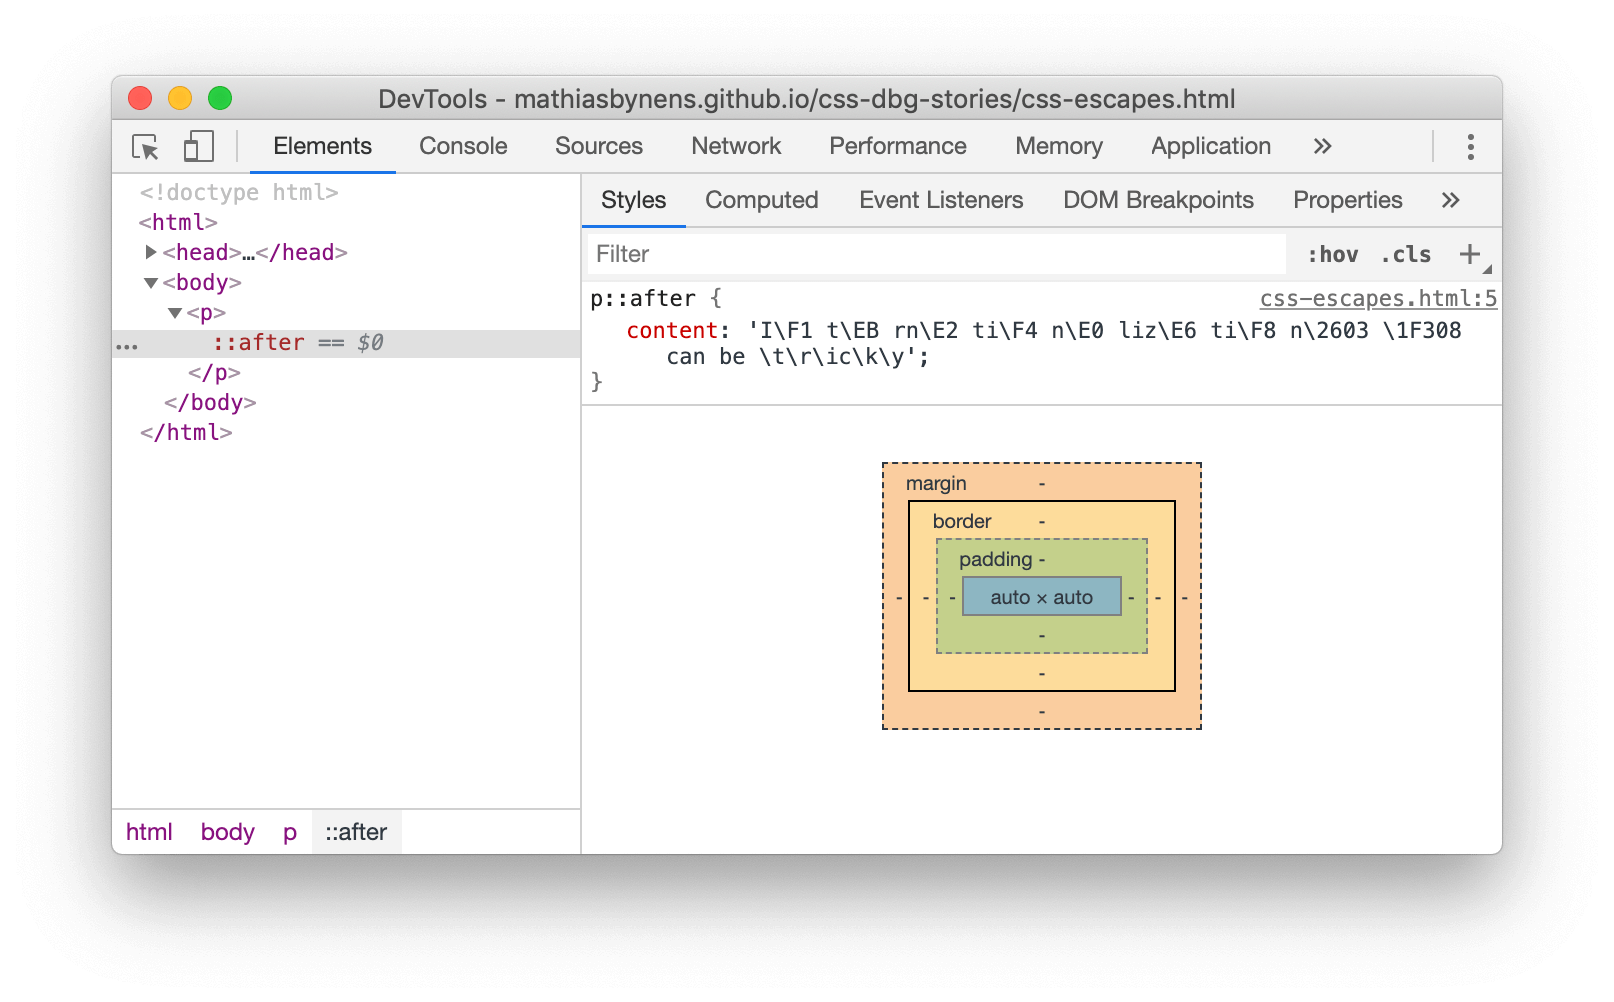 DevTools - mathiasbynens.github.io/css-dbg-stories/css-escapes.html
Elements Console Sources Network Performance Memory Application »
<!doctype html>
<html>
▶<head>…</head>
▼<body>
▼<p>
... ::after == $0
</p>
</body>
</html>
html body p ::after
Styles Computed Event Listeners DOM Breakpoints Properties »
Filter :hov .cls +
p::after { css-escapes.html:5
content: 'I\F1 t\EB rn\E2 ti\F4 n\E0 liz\E6 ti\F8 n\2603 \1F308
can be \t\r\ic\k\y';
}
margin -
border -
padding -
- - - auto × auto - - -
-
-
-